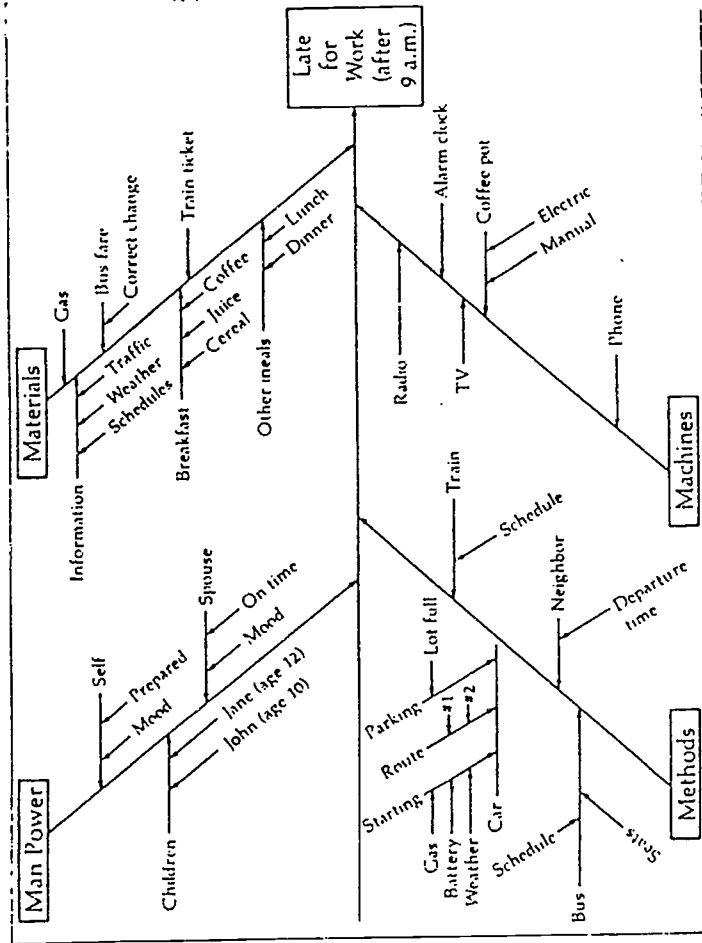 Man Power
Self
Prepared
Mood
Children
Jane (age 12)
John (age 10)
Spouse
On time
Mood
Materials
Gas
Information
Traffic
Weather
Schedules
Bus fare
Correct change
Breakfast
Coffee
Juice
Cereal
Train ticket
Other meals
Lunch
Dinner
Late
for
Work
(after
9 a.m.)
Methods
Bus
Schedule
Seats
Neighbor
Departure
time
Car
Starting
Gas
Battery
Weather
Route
#1
#2
Parking
Lot full
Train
Schedule
Machines
Phone
Coffee pot
Electric
Manual
TV
Alarm clock
Radio